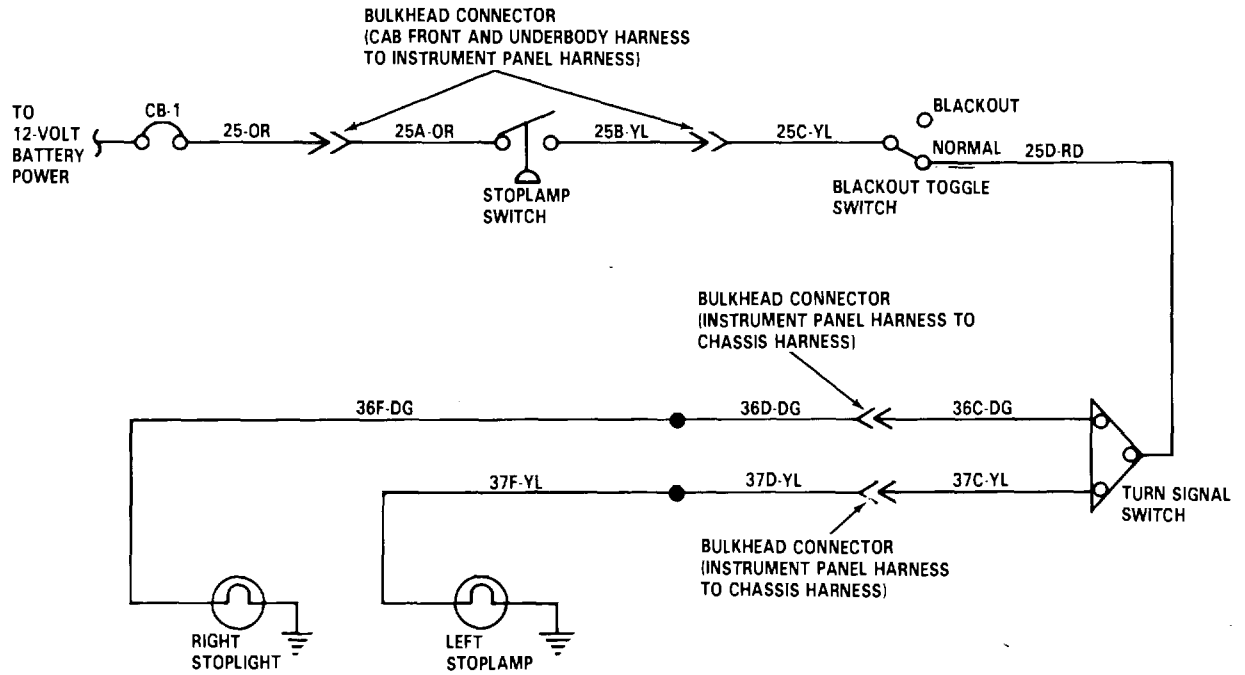 BULKHEAD CONNECTOR
(CAB FRONT AND UNDERBODY HARNESS
TO INSTRUMENT PANEL HARNESS)
TO
12-VOLT
BATTERY
POWER
CB-1
25-OR
25A-OR
25B-YL
25C-YL
BLACKOUT
NORMAL
25D-RD
STOPLAMP
SWITCH
BLACKOUT TOGGLE
SWITCH
BULKHEAD CONNECTOR
(INSTRUMENT PANEL HARNESS TO
CHASSIS HARNESS)
36F-DG
36D-DG
36C-DG
37F-YL
37D-YL
37C-YL
TURN SIGNAL
SWITCH
BULKHEAD CONNECTOR
(INSTRUMENT PANEL HARNESS
TO CHASSIS HARNESS)
RIGHT
STOPLIGHT
LEFT
STOPLAMP